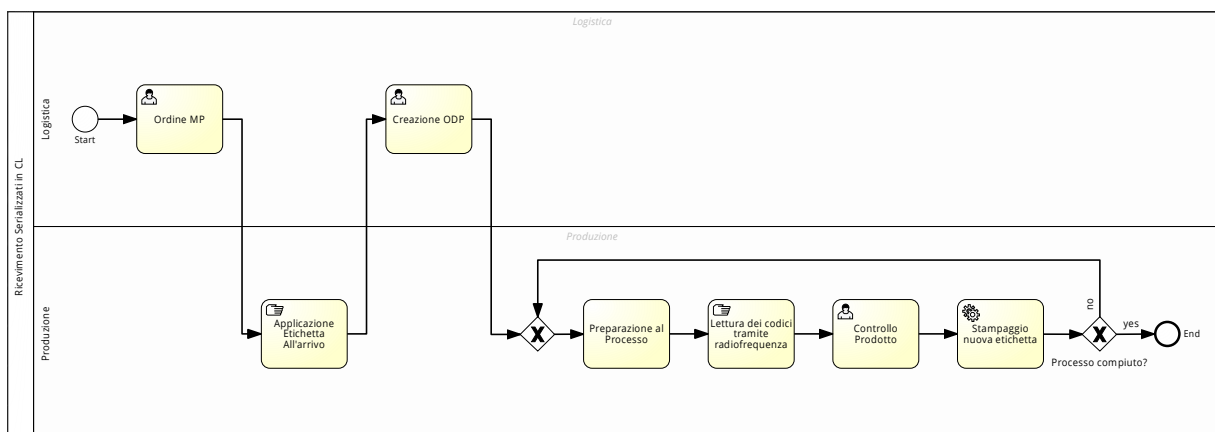 Logistica
Ricevimento Serializzati in CL
Logistica
Start
Ordine MP
Creazione ODP
Produzione
Produzione
Applicazione
Etichetta
All'arrivo
Preparazione al
Processo
Lettura dei codici
tramite
radiofrequenza
Controllo
Prodotto
Stampaggio
nuova etichetta
no
yes
Processo compiuto?
End